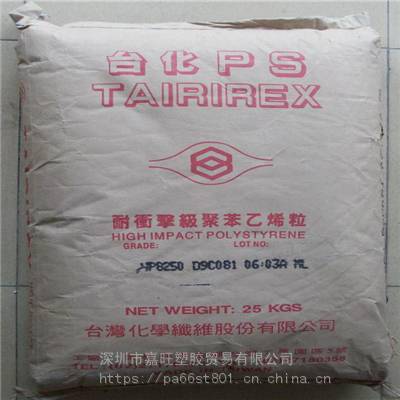 台化PS
TAIRIREX
耐衝擊級聚苯乙烯粒
HIGH IMPACT POLYSTYRENE
GRADE: LOT NO:
HP8250 D9C081 06:03A ML
NET WEIGHT: 25 KGS
台灣化學纖維股份有限公司
深圳市嘉旺塑胶贸易有限公司
TEL
7180358
https://pa66st801.cn.china.cn